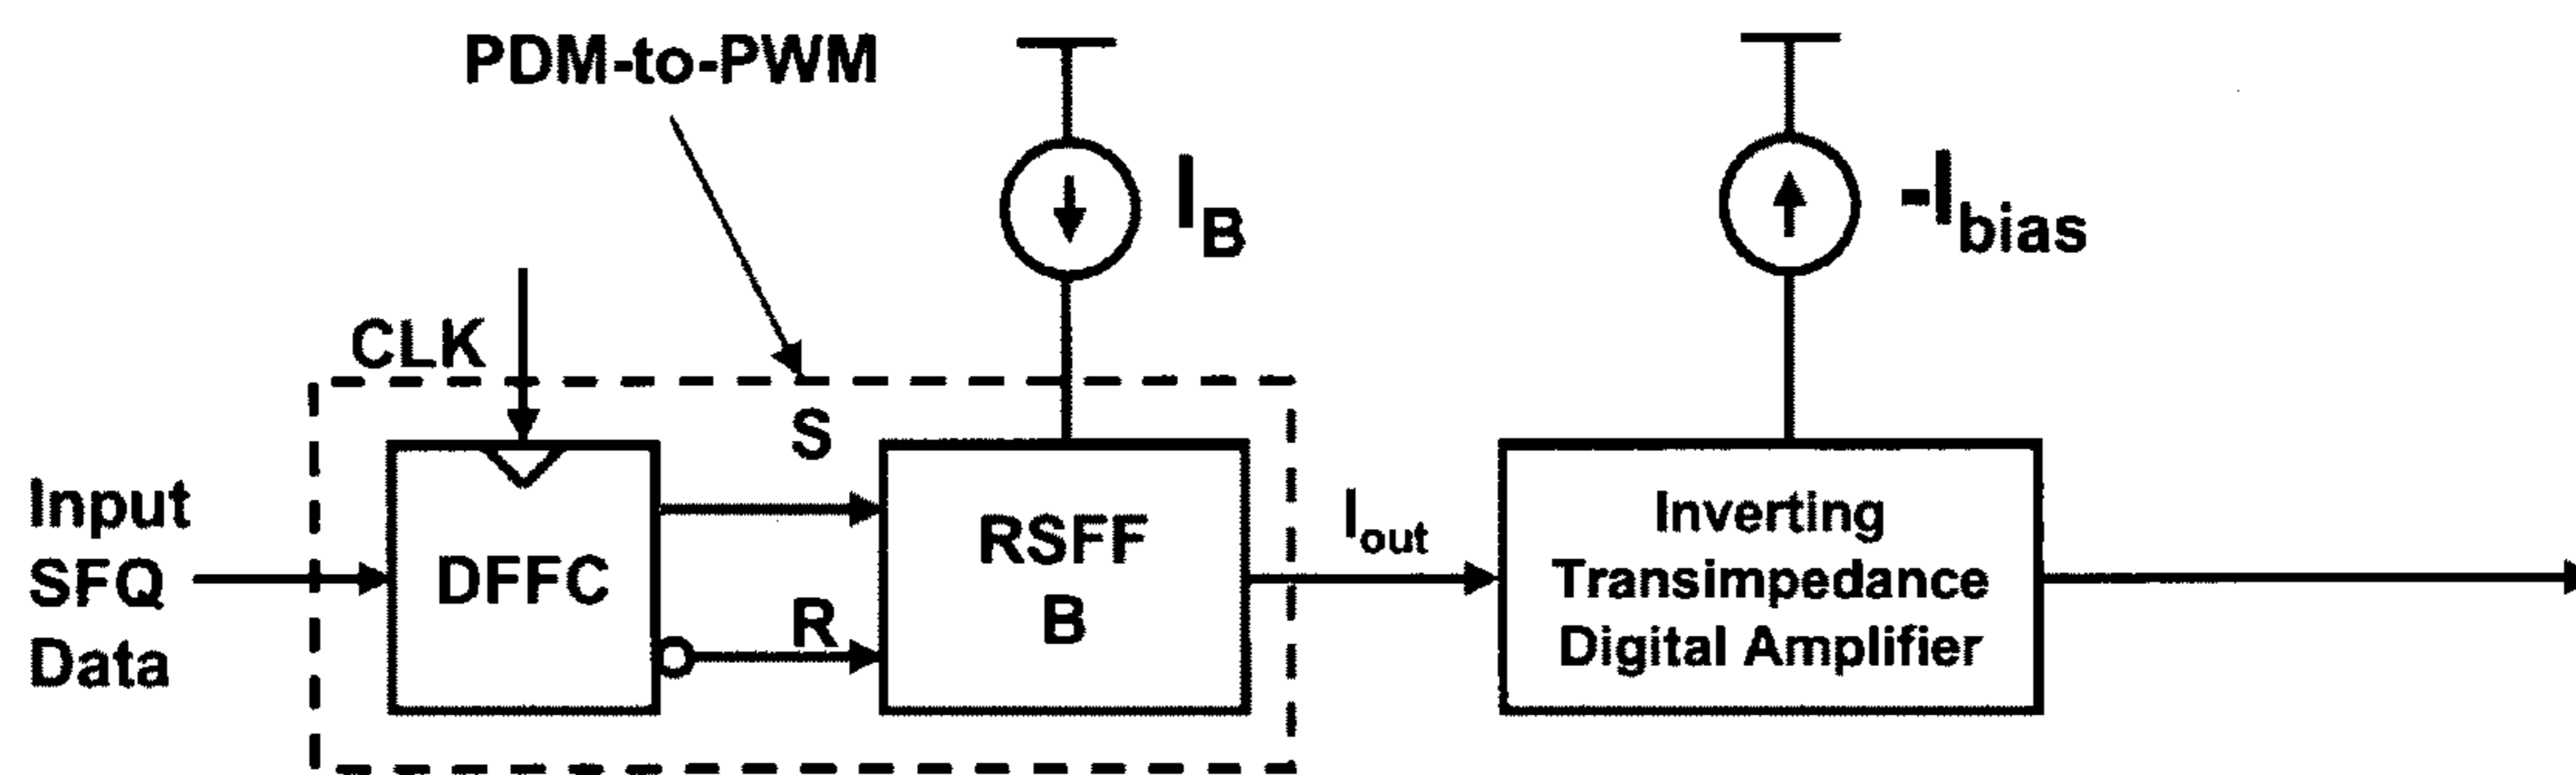 PDM-to-PWM
I_B
-I_bias
CLK
S
Input
SFQ
Data
DFFC
R
RSFF
B
I_out
Inverting
Transimpedance
Digital Amplifier